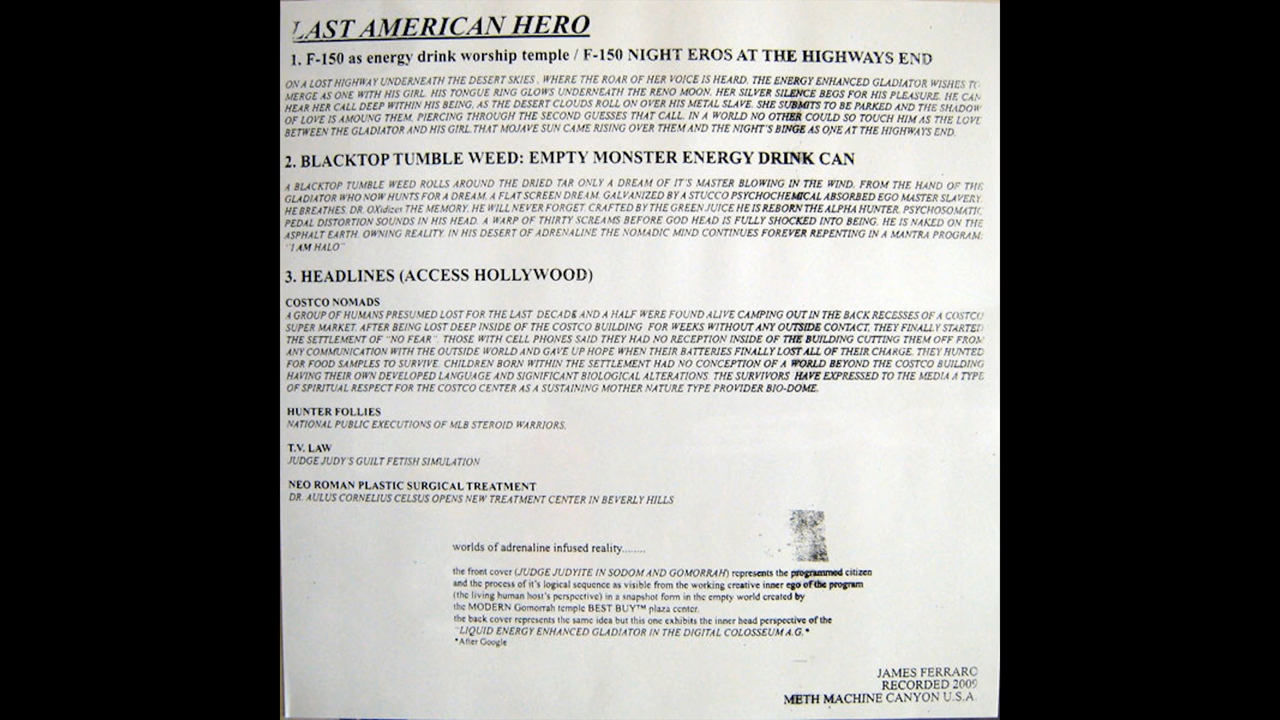 LAST AMERICAN HERO
1. F-150 as energy drink worship temple / F-150 NIGHT EROS AT THE HIGHWAYS END
ON A LOST HIGHWAY UNDERNEATH THE DESERT SKIES , WHERE THE ROAR OF HER VOICE IS HEARD, THE ENERGY ENHANCED GLADIATOR WISHES TO
MERGE AS ONE WITH HIS GIRL. HIS TONGUE RING GLOWS UNDERNEATH THE RENO MOON. HER SILVER SILENCE BEGS FOR HIS PLEASURE. HE CAN
HEAR HER CALL DEEP WITHIN HIS BEING, AS THE DESERT CLOUDS ROLL ON OVER HIS METAL SLAVE. SHE SUBMITS TO BE PARKED AND THE SHADOW
OF LOVE IS AMOUNG THEM, PIERCING THROUGH THE SECOND GUESSES THAT CALL. IN A WORLD NO OTHER COULD SO TOUCH HIM AS THE LOVE
BETWEEN THE GLADIATOR AND HIS GIRL.THAT MOJAVE SUN CAME RISING OVER THEM AND THE NIGHT'S BINGE AS ONE AT THE HIGHWAYS END.
2. BLACKTOP TUMBLE WEED: EMPTY MONSTER ENERGY DRINK CAN
A BLACKTOP TUMBLE WEED ROLLS AROUND THE DRIED TAR ONLY A DREAM OF IT'S MASTER BLOWING IN THE WIND. FROM THE HAND OF THE
GLADIATOR WHO NOW HUNTS FOR A DREAM. A FLAT SCREEN DREAM. GALVANIZED BY A STUCCO PSYCHOCHEMICAL ABSORBED EGO MASTER SLAVERY.
HE BREATHES. DR. OXidizes THE MEMORY. HE WILL NEVER FORGET. CRAFTED BY THE GREEN JUICE HE IS REBORN THE ALPHA HUNTER. PSYCHOSOMATIC
PEDAL DISTORTION SOUNDS IN HIS HEAD. A WARP OF THIRTY SCREAMS BEFORE GOD HEAD IS FULLY SHOCKED INTO BEING. HE IS NAKED ON THE
ASPHALT EARTH. OWNING REALITY. IN HIS DESERT OF ADRENALINE THE NOMADIC MIND CONTINUES FOREVER REPENTING IN A MANTRA PROGRAM:
"I AM HALO"
3. HEADLINES (ACCESS HOLLYWOOD)
COSTCO NOMADS
A GROUP OF HUMANS PRESUMED LOST FOR THE LAST DECADE AND A HALF WERE FOUND ALIVE CAMPING OUT IN THE BACK RECESSES OF A COSTCO
SUPER MARKET. AFTER BEING LOST DEEP INSIDE OF THE COSTCO BUILDING FOR WEEKS WITHOUT ANY OUTSIDE CONTACT, THEY FINALLY STARTED
THE SETTLEMENT OF "NO FEAR". THOSE WITH CELL PHONES SAID THEY HAD NO RECEPTION INSIDE OF THE BUILDING CUTTING THEM OFF FROM
ANY COMMUNICATION WITH THE OUTSIDE WORLD AND GAVE UP HOPE WHEN THEIR BATTERIES FINALLY LOST ALL OF THEIR CHARGE. THEY HUNTED
FOR FOOD SAMPLES TO SURVIVE. CHILDREN BORN WITHIN THE SETTLEMENT HAD NO CONCEPTION OF A WORLD BEYOND THE COSTCO BUILDING
HAVING THEIR OWN DEVELOPED LANGUAGE AND SIGNIFICANT BIOLOGICAL ALTERATIONS. THE SURVIVORS HAVE EXPRESSED TO THE MEDIA A TYPE
OF SPIRITUAL RESPECT FOR THE COSTCO CENTER AS A SUSTAINING MOTHER NATURE TYPE PROVIDER BIO-DOME.
HUNTER FOLLIES
NATIONAL PUBLIC EXECUTIONS OF MLB STEROID WARRIORS.
T.V. LAW
JUDGE JUDY'S GUILT FETISH SIMULATION
NEO ROMAN PLASTIC SURGICAL TREATMENT
DR. AULUS CORNELIUS CELSUS OPENS NEW TREATMENT CENTER IN BEVERLY HILLS
worlds of adrenaline infused reality........
the front cover (JUDGE JUDYITE IN SODOM AND GOMORRAH) represents the programmed citizen
and the process of it's logical sequence as visible from the working creative inner ego of the program
(the living human host's perspective) in a snapshot form in the empty world created by
the MODERN Gomorrah temple BEST BUY™ plaza center.
the back cover represents the same idea but this one exhibits the inner head perspective of the
"LIQUID ENERGY ENHANCED GLADIATOR IN THE DIGITAL COLOSSEUM A.G.*
*After Google
JAMES FERRARO
RECORDED 2009
METH MACHINE CANYON U.S.A.